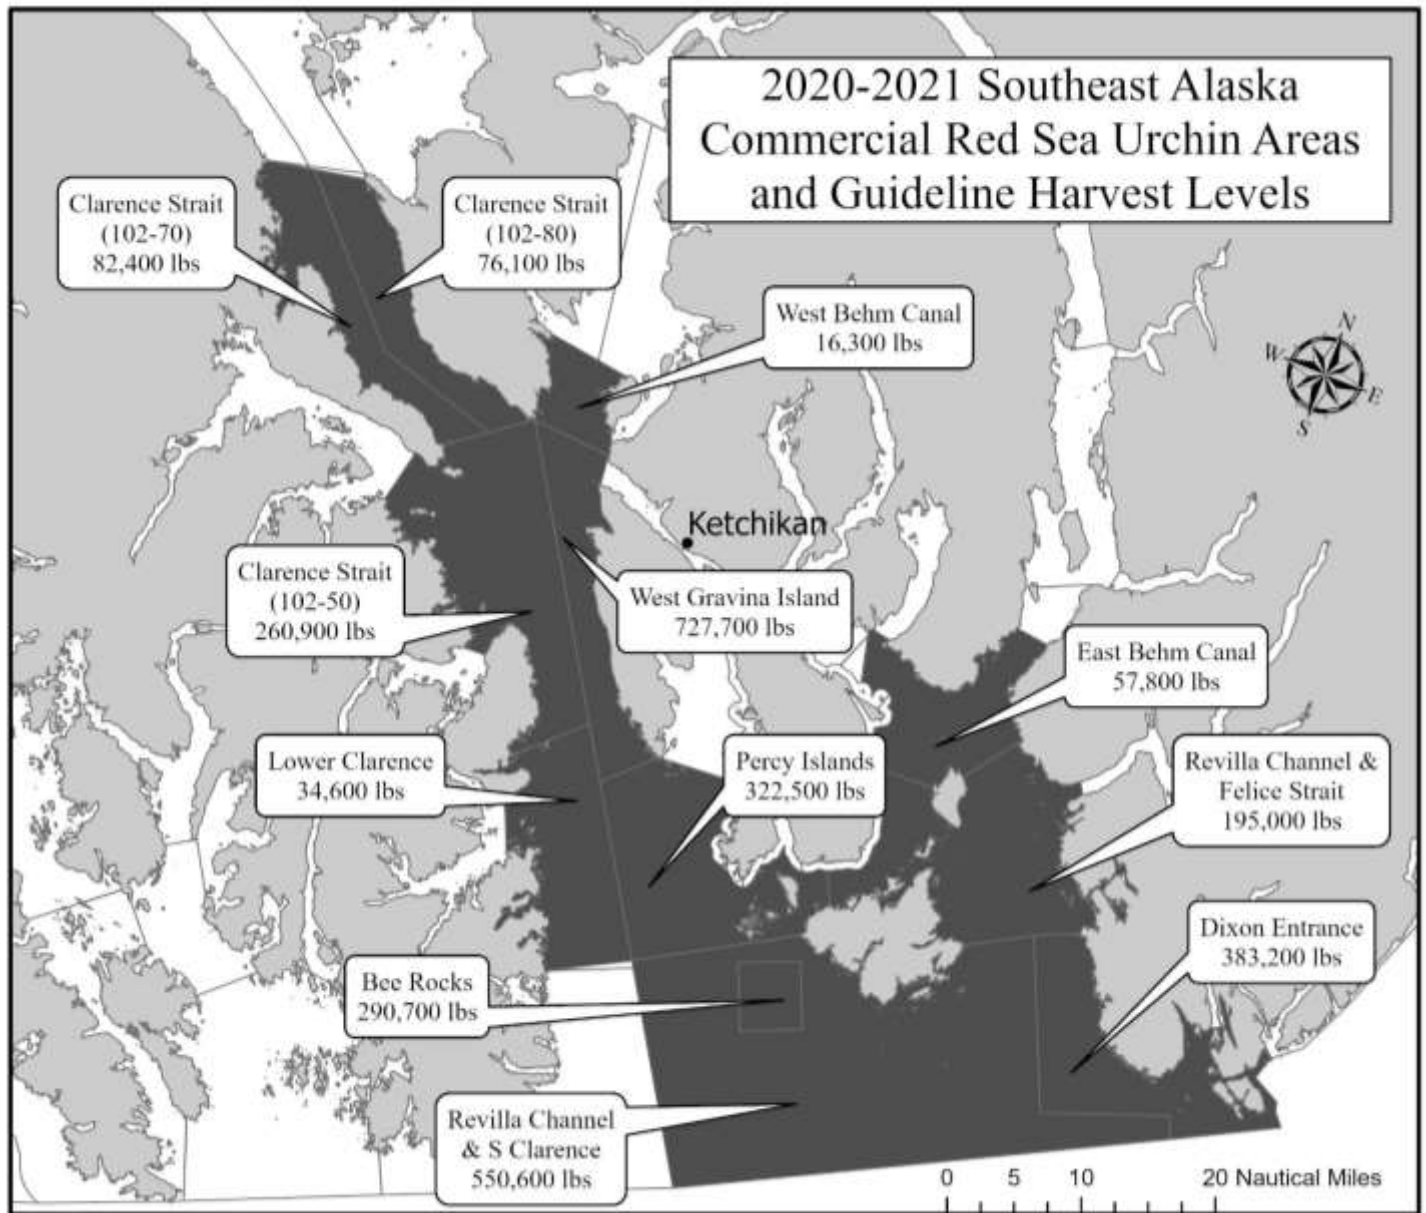 2020-2021 Southeast Alaska
Commercial Red Sea Urchin Areas
and Guideline Harvest Levels
Clarence Strait
(102-70)
82,400 lbs
Clarence Strait
(102-80)
76,100 lbs
West Behm Canal
16,300 lbs
N
W
E
S
Ketchikan
Clarence Strait
(102-50)
260,900 lbs
West Gravina Island
727,700 lbs
East Behm Canal
57,800 lbs
Lower Clarence
34,600 lbs
Percy Islands
322,500 lbs
Revilla Channel &
Felice Strait
195,000 lbs
Dixon Entrance
383,200 lbs
Bee Rocks
290,700 lbs
Revilla Channel
& S Clarence
550,600 lbs
0 5 10 20 Nautical Miles